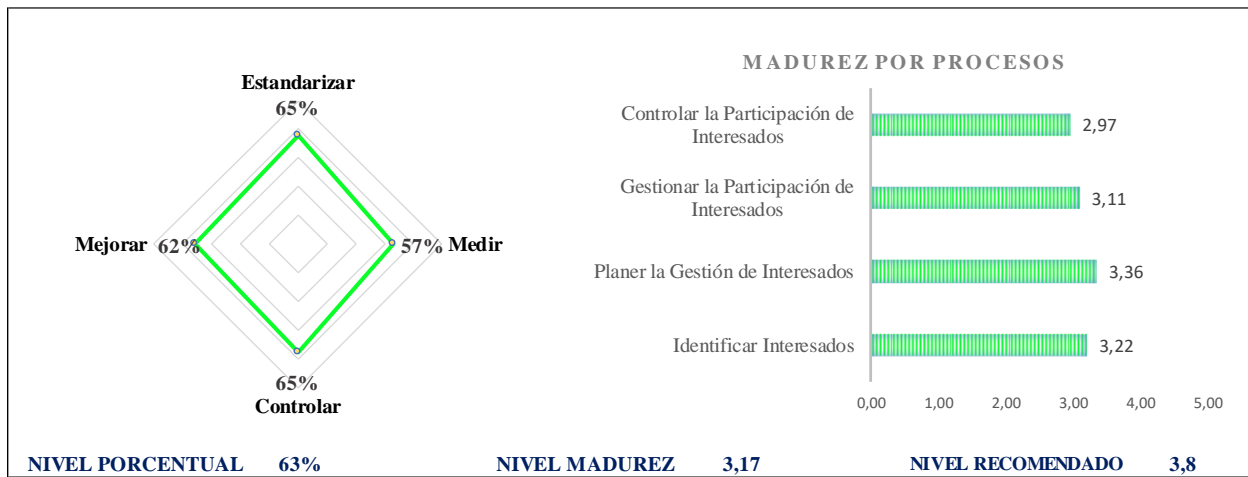 Estandarizar
65%
Mejorar 62% 57% Medir
65%
Controlar
MADUREZ POR PROCESOS
Controlar la Participación de
Interesados
2,97
Gestionar la Participación de
Interesados
3,11
Planer la Gestión de Interesados
3,36
Identificar Interesados
3,22
0,00 1,00 2,00 3,00 4,00 5,00
NIVEL PORCENTUAL 63% NIVEL MADUREZ 3,17 NIVEL RECOMENDADO 3,8